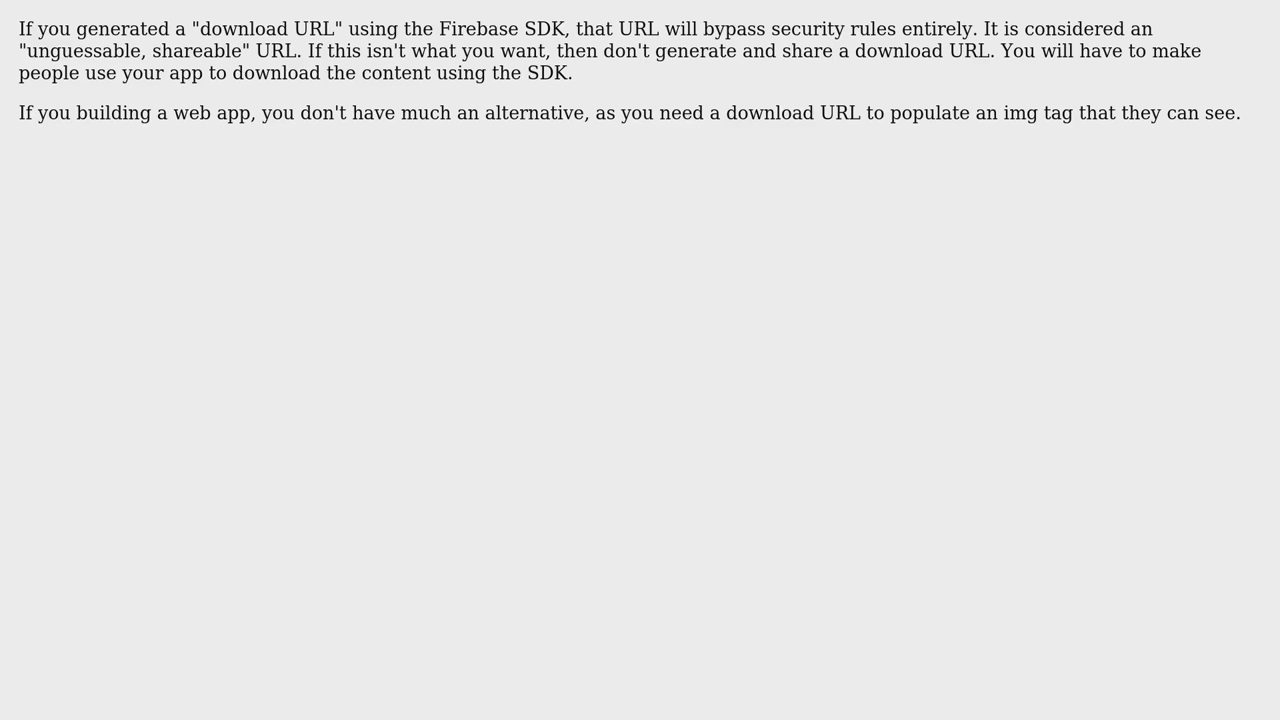 If you generated a "download URL" using the Firebase SDK, that URL will bypass security rules entirely. It is considered an
"unguessable, shareable" URL. If this isn't what you want, then don't generate and share a download URL. You will have to make
people use your app to download the content using the SDK.
If you building a web app, you don't have much an alternative, as you need a download URL to populate an img tag that they can see.